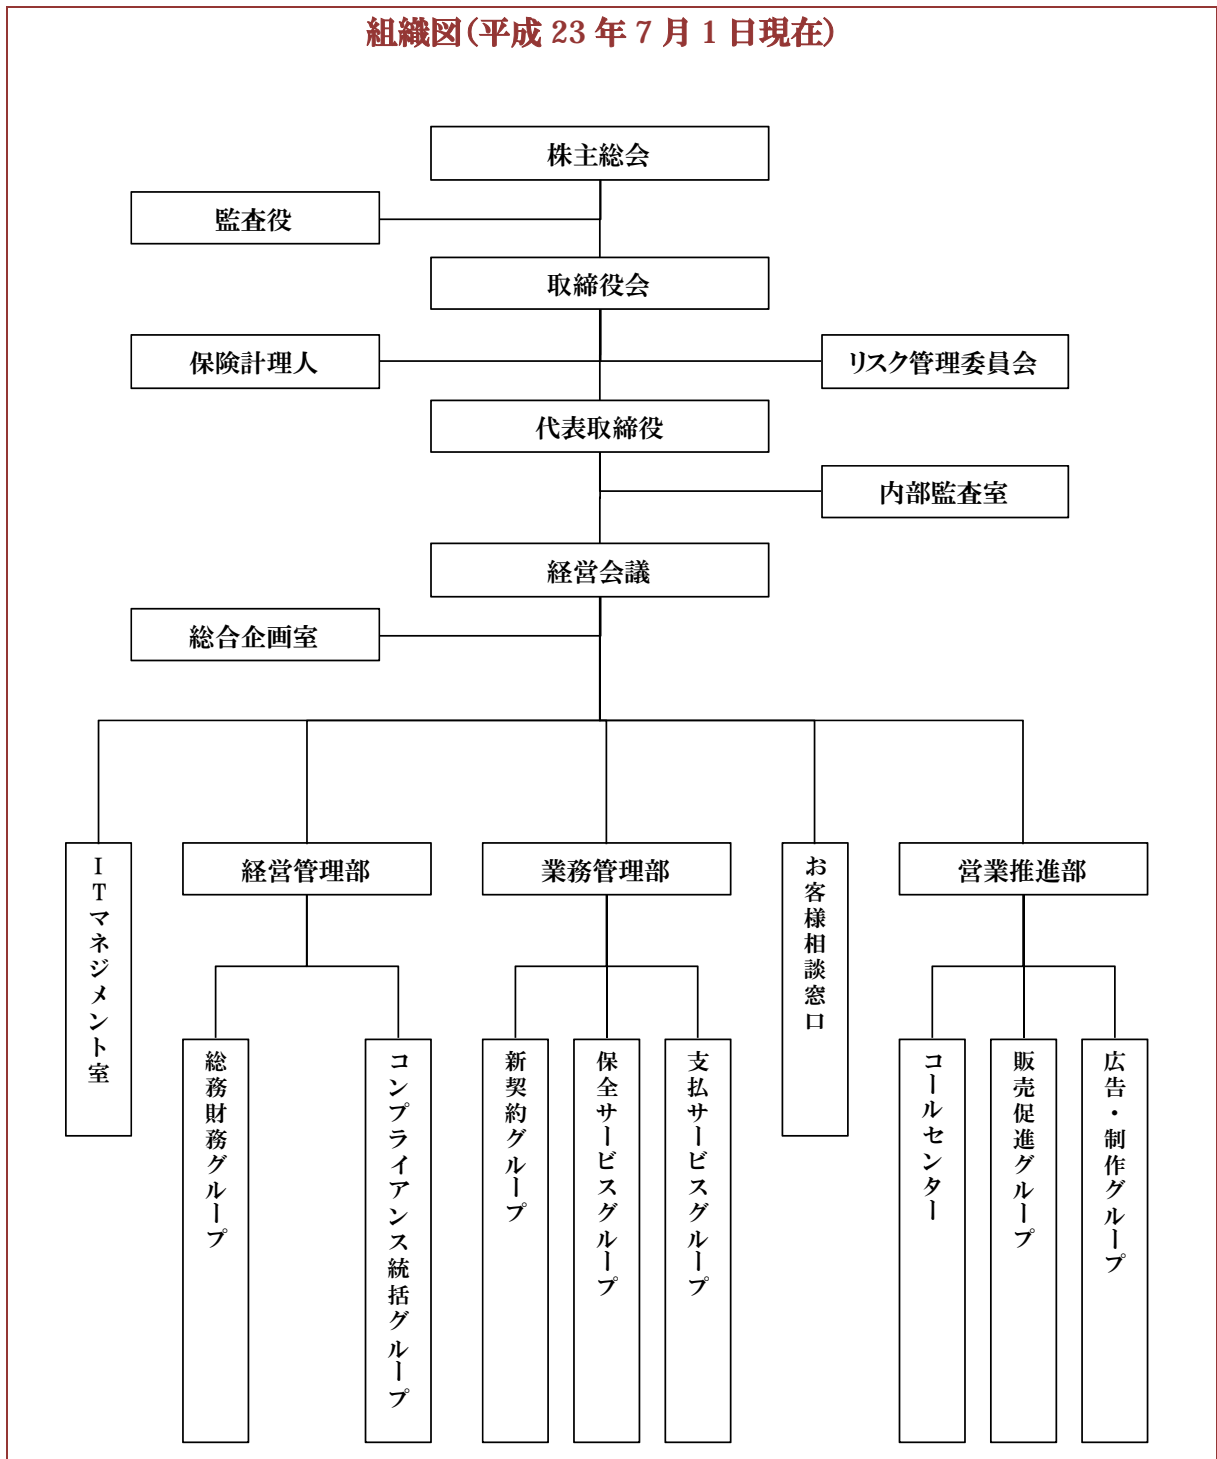 組織図(平成 23 年 7 月 1 日現在)
株主総会
監査役
取締役会
保険計理人
リスク管理委員会
代表取締役
内部監査室
経営会議
総合企画室
ITマネジメント室
経営管理部
業務管理部
お客様相談窓口
営業推進部
総務財務グループ
コンプライアンス統括グループ
新契約グループ
保全サービスグループ
支払サービスグループ
コールセンター
販売促進グループ
広告・制作グループ